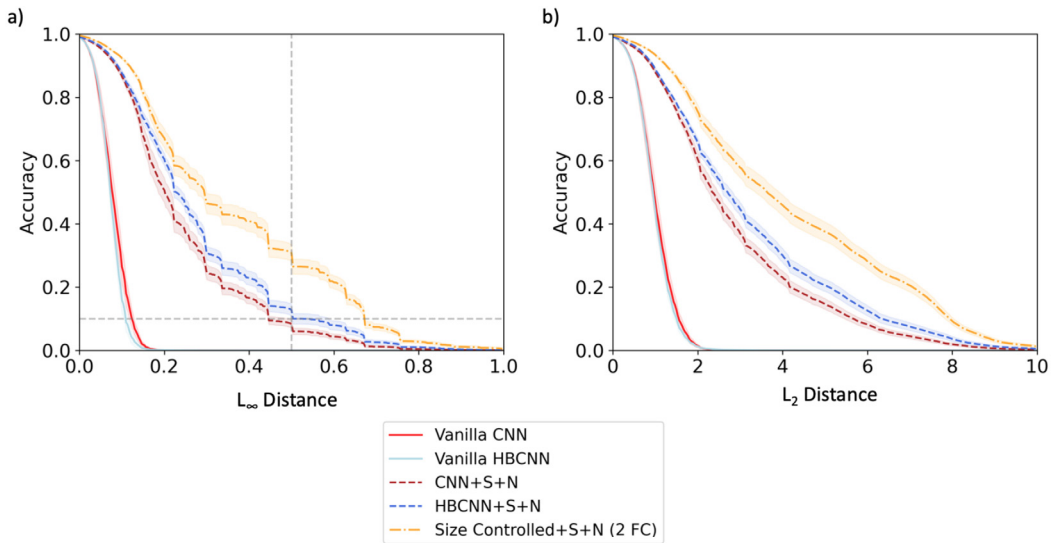 a)
1.0
0.8
0.6
0.4
0.2
0.0
Accuracy
0.0 0.2 0.4 0.6 0.8 1.0
L∞ Distance
b)
1.0
0.8
0.6
0.4
0.2
0.0
Accuracy
0 2 4 6 8 10
L₂ Distance
Vanilla CNN
Vanilla HBCNN
CNN+S+N
HBCNN+S+N
Size Controlled+S+N (2 FC)